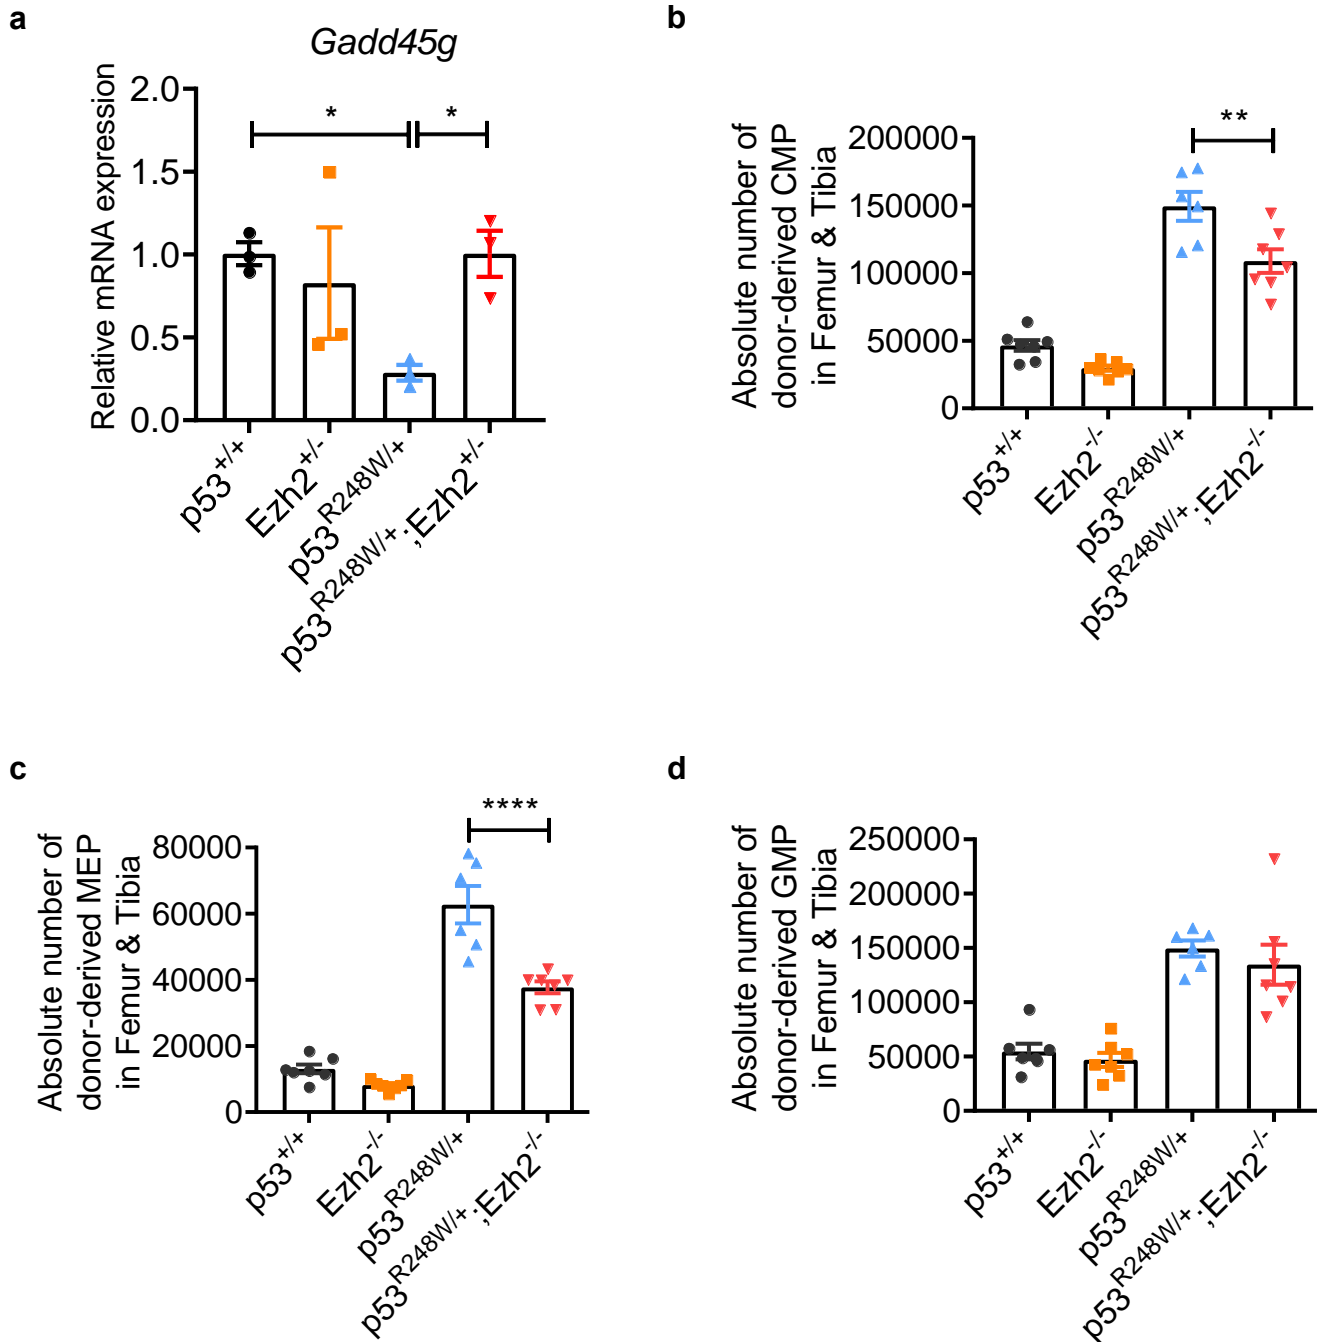 a
Gadd45g
Relative mRNA expression
2.0
1.5
1.0
0.5
0.0
*
*
p53+/+
Ezh2+/-
p53R248W/+
p53R248W/+;Ezh2+/-
b
Absolute number of
donor-derived CMP
in Femur & Tibia
200000
150000
100000
50000
0
**
p53+/+
Ezh2-/-
p53R248W/+
p53R248W/+;Ezh2-/-
c
Absolute number of
donor-derived MEP
in Femur & Tibia
80000
60000
40000
20000
0
****
p53+/+
Ezh2-/-
p53R248W/+
p53R248W/+;Ezh2-/-
d
Absolute number of
donor-derived GMP
in Femur & Tibia
250000
200000
150000
100000
50000
0
p53+/+
Ezh2-/-
p53R248W/+
p53R248W/+;Ezh2-/-